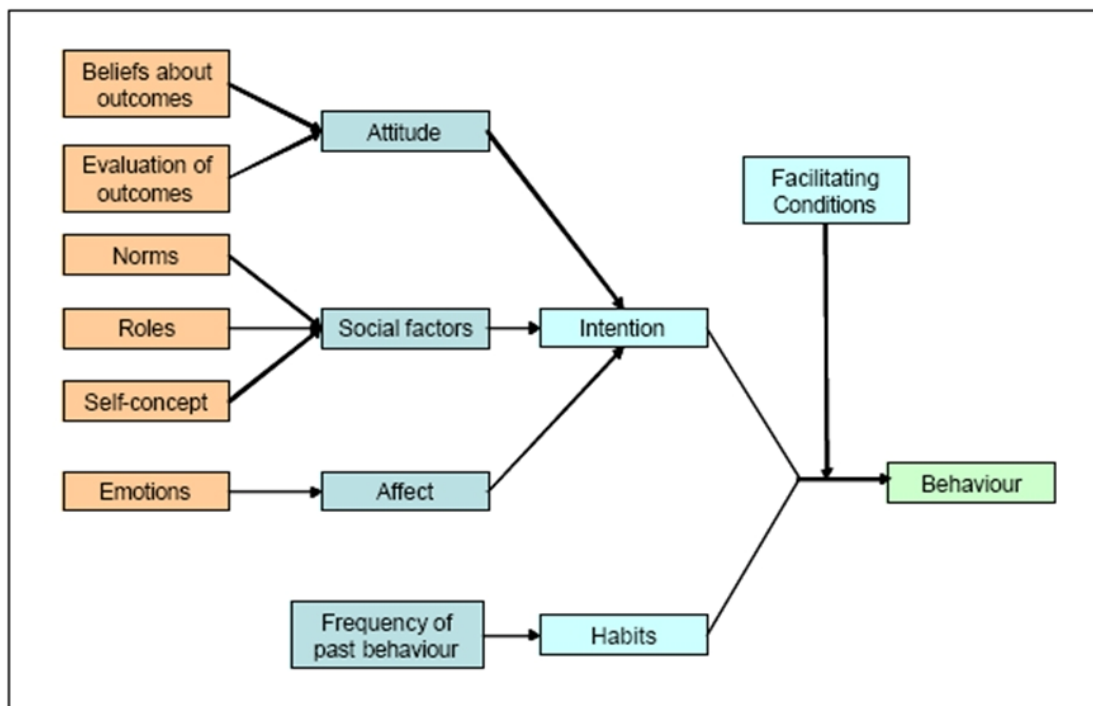 Beliefs about
outcomes
Evaluation of
outcomes
Norms
Roles
Self-concept
Emotions
Attitude
Social factors
Affect
Frequency of
past behaviour
Intention
Habits
Facilitating
Conditions
Behaviour